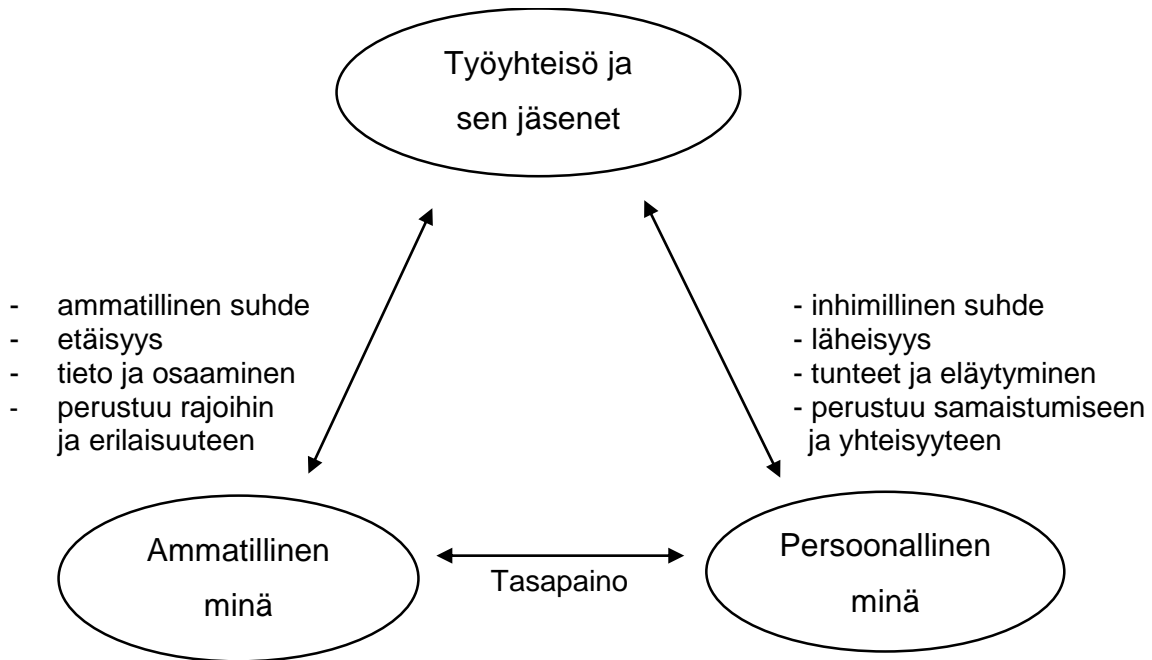 Työyhteisö ja
sen jäsenet
- ammatillinen suhde
- etäisyys
- tieto ja osaaminen
- perustuu rajoihin
ja erilaisuuteen
- inhimillinen suhde
- läheisyys
- tunteet ja eläytyminen
- perustuu samaistumiseen
ja yhteisyyteen
Ammatillinen
minä
Tasapaino
Persoonallinen
minä